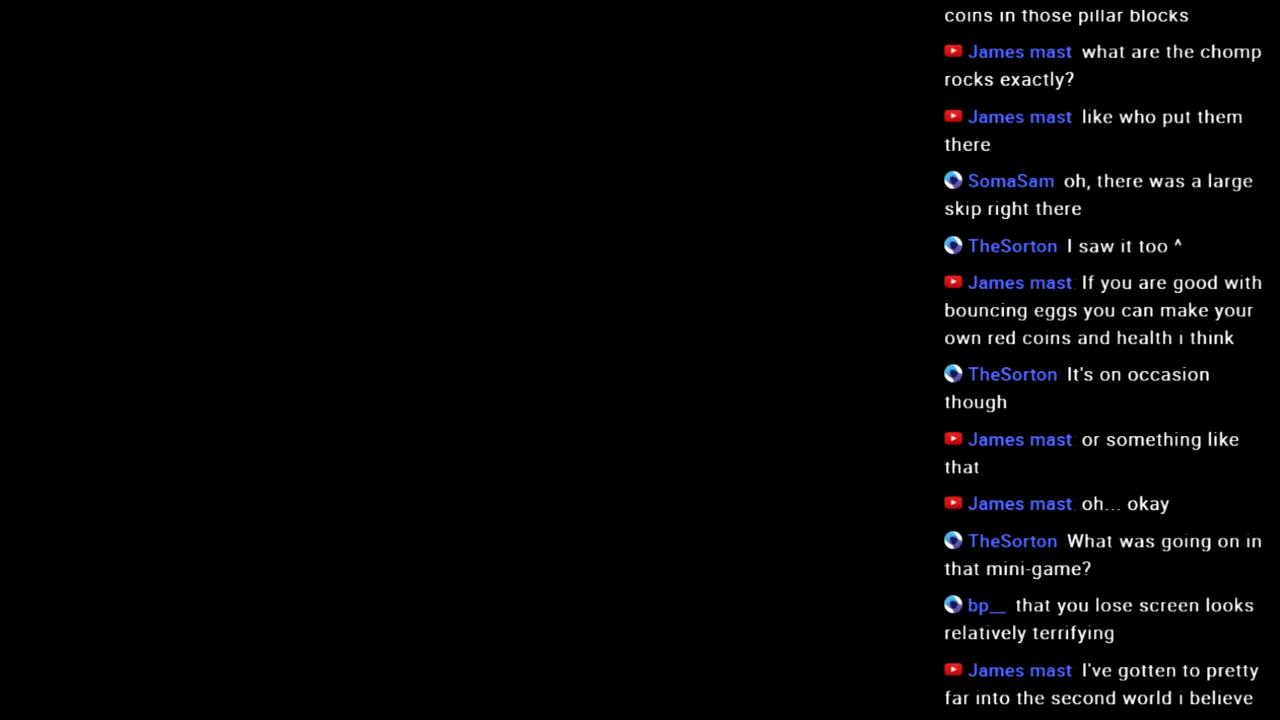 coins in those pillar blocks
James mast what are the chomp
rocks exactly?
James mast like who put them
there
SomaSam oh, there was a large
skip right there
TheSorton I saw it too ^
James mast If you are good with
bouncing eggs you can make your
own red coins and health i think
TheSorton It's on occasion
though
James mast or something like
that
James mast oh... okay
TheSorton What was going on in
that mini-game?
bp__ that you lose screen looks
relatively terrifying
James mast I've gotten to pretty
far into the second world i believe